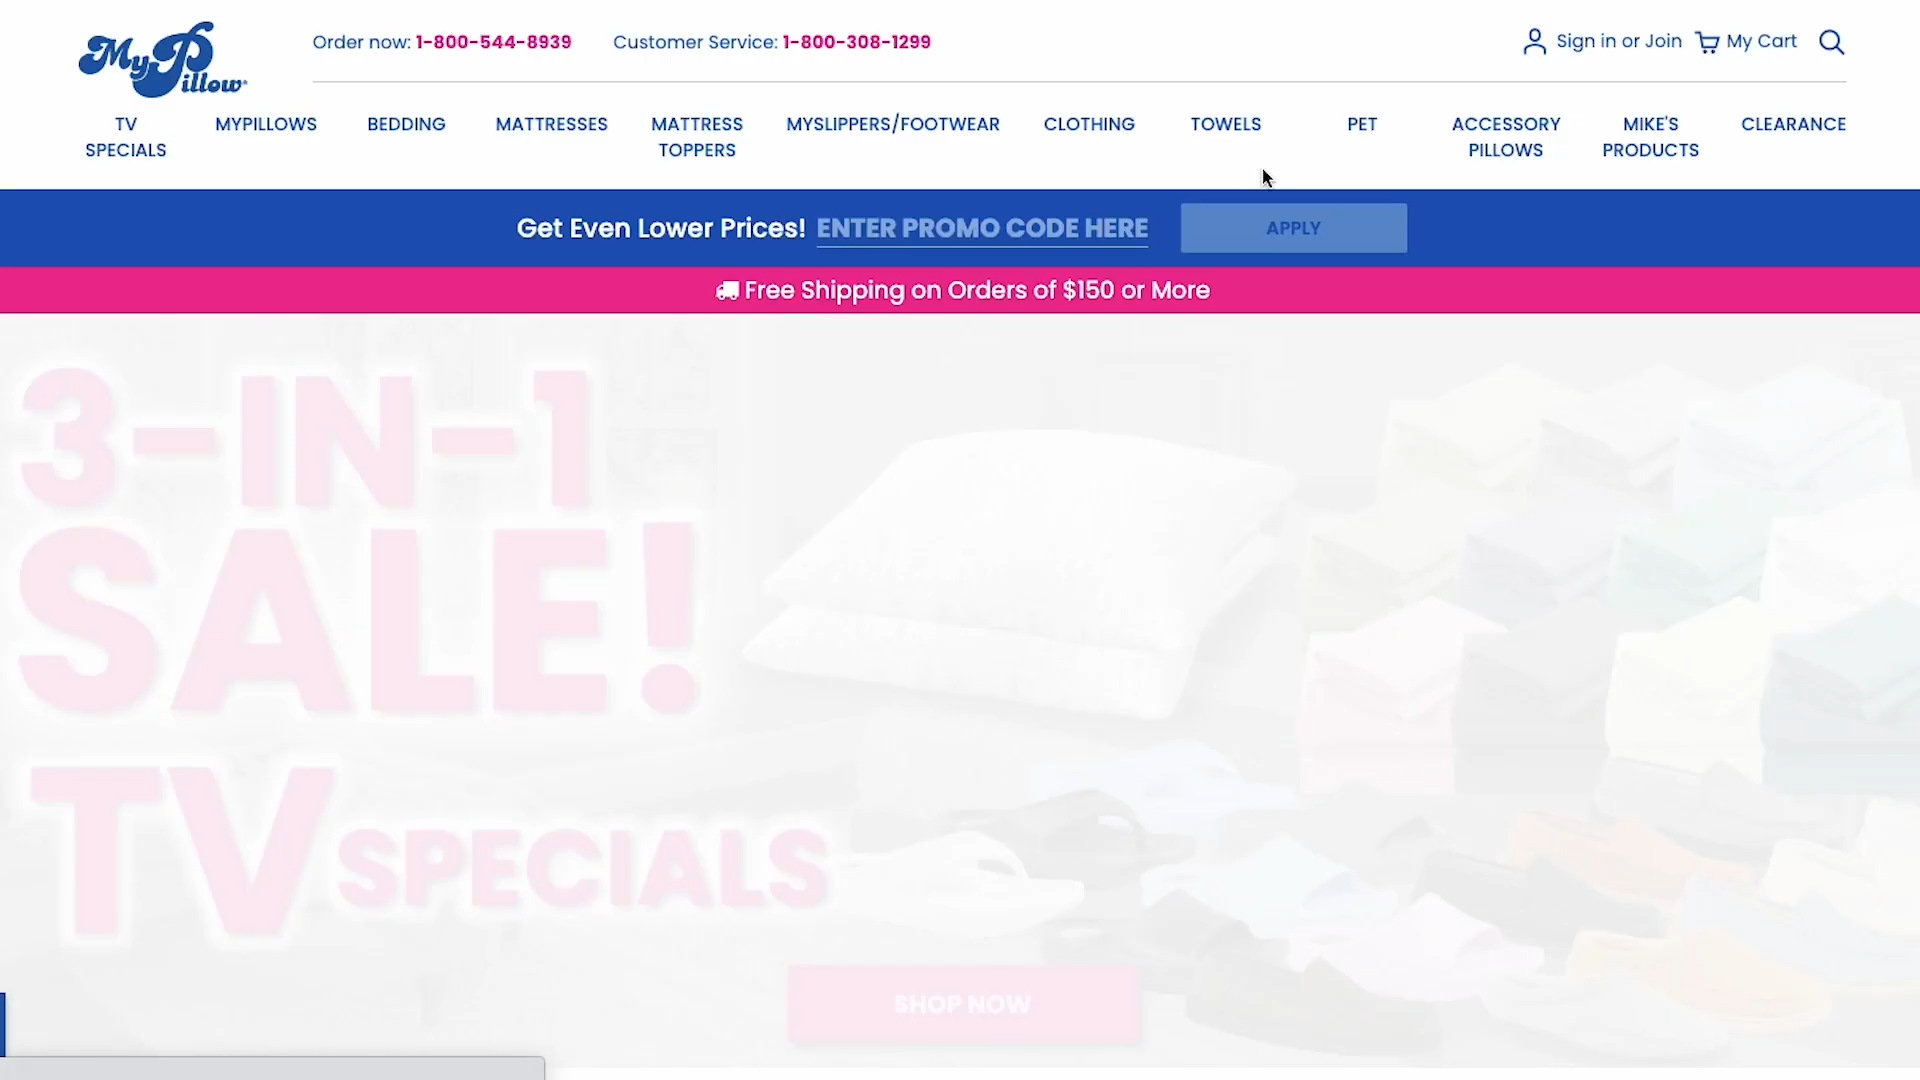 MyPillow
Order now: 1-800-544-8939
Customer Service: 1-800-308-1299
Sign in or Join
My Cart
TV
SPECIALS
MYPILLOWS
BEDDING
MATTRESSES
MATTRESS
TOPPERS
MYSLIPPERS/FOOTWEAR
CLOTHING
TOWELS
PET
ACCESSORY
PILLOWS
MIKE'S
PRODUCTS
CLEARANCE
Get Even Lower Prices! ENTER PROMO CODE HERE
APPLY
Free Shipping on Orders of $150 or More
3-IN-1
SALE!
TV SPECIALS
SHOP NOW